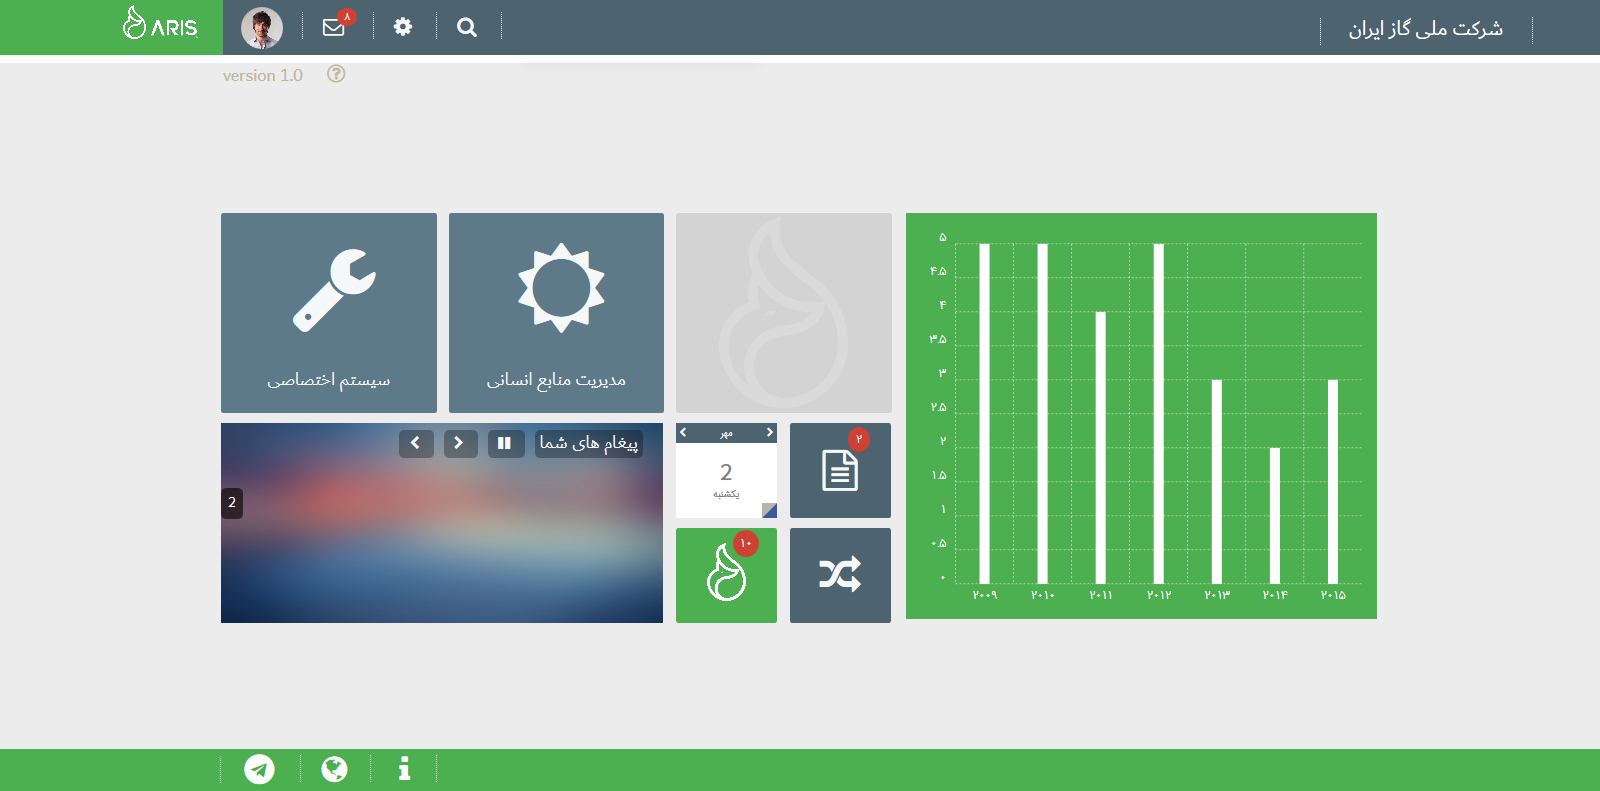 ARIS
۸
شرکت ملی گاز ایران
version 1.0
سیستم اختصاصی
مدیریت منابع انسانی
پیغام های شما
2
مهر
2
یکشنبه
۲
۱۰
۵
۴.۵
۴
۳.۵
۳
۲.۵
۲
۱.۵
۱
۰.۵
۰
۲۰۰۹ ۲۰۱۰ ۲۰۱۱ ۲۰۱۲ ۲۰۱۳ ۲۰۱۴ ۲۰۱۵